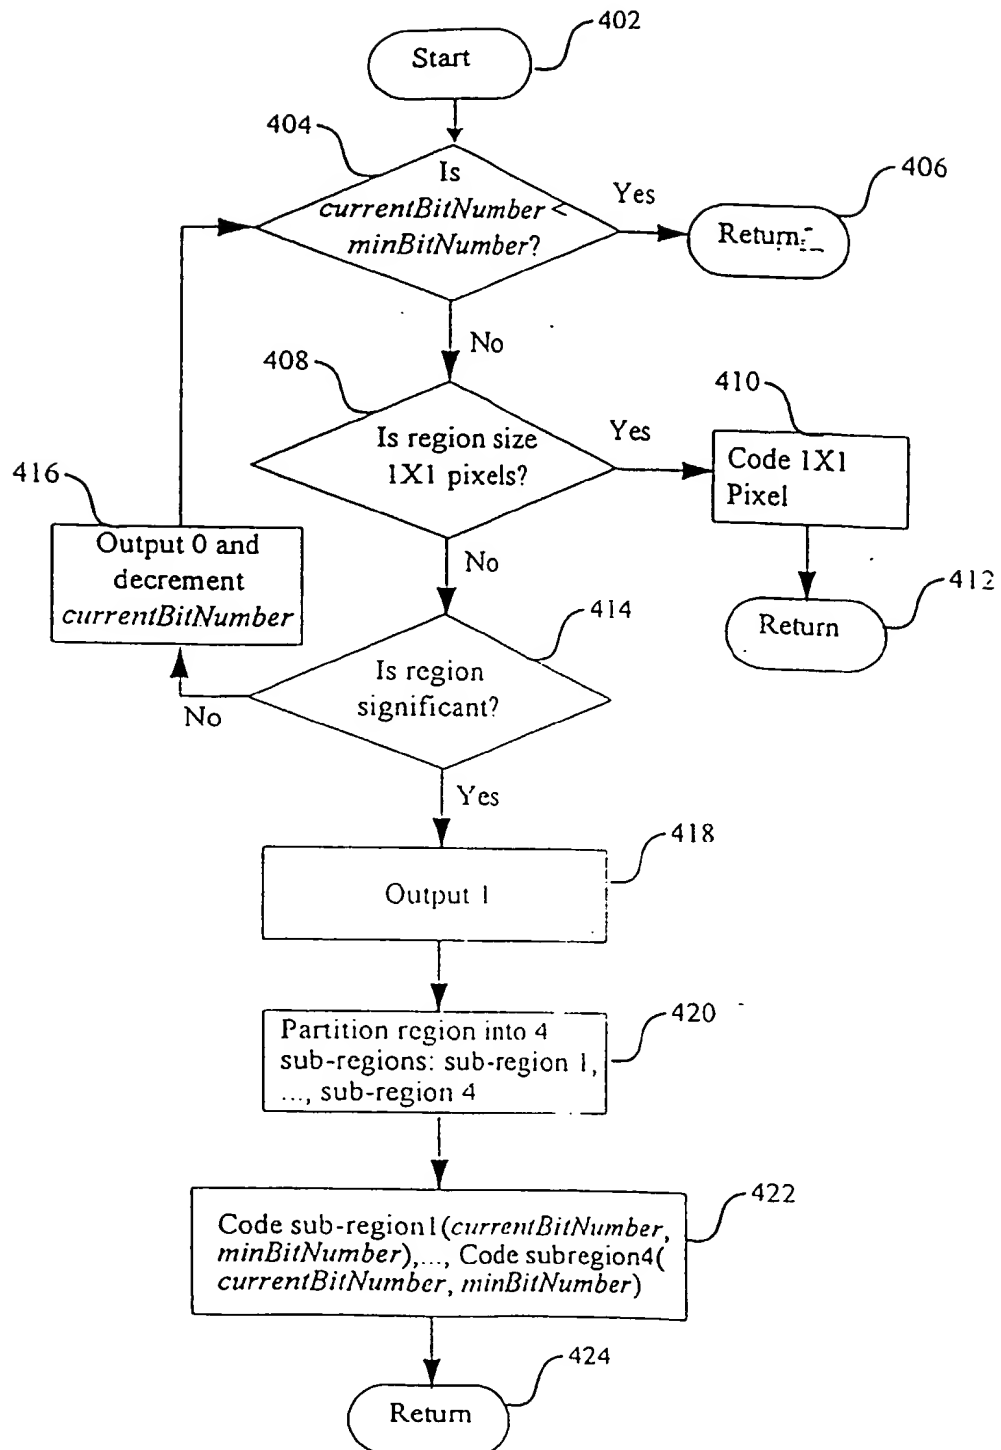 402
Start
404
Is
currentBitNumber <
minBitNumber?
Yes
406
Return
No
408
Is region size
1X1 pixels?
Yes
410
Code 1X1
Pixel
416
Output 0 and
decrement
currentBitNumber
No
412
Return
414
Is region
significant?
No
Yes
418
Output 1
420
Partition region into 4
sub-regions: sub-region 1,
..., sub-region 4
422
Code sub-region1(currentBitNumber,
minBitNumber),..., Code subregion4(
currentBitNumber, minBitNumber)
424
Return